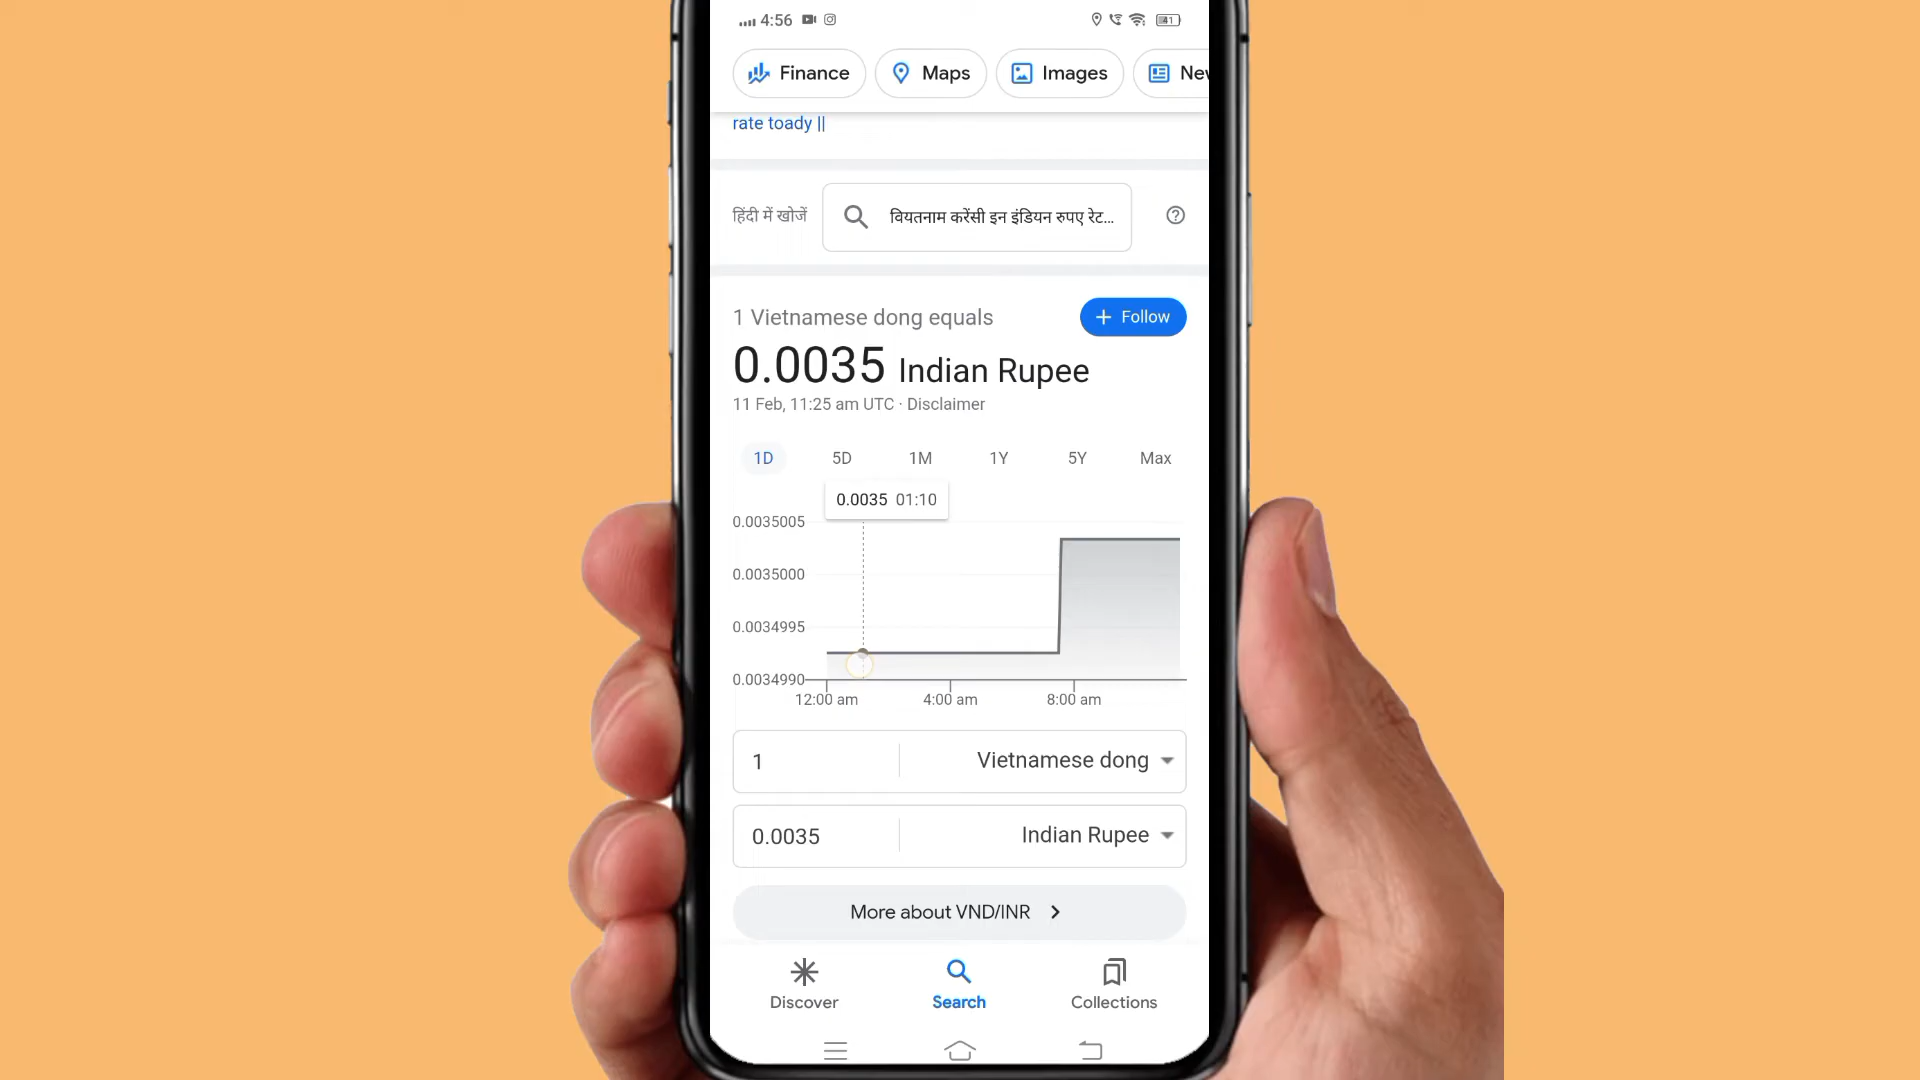 4:56
41
Finance
Maps
Images
New
rate toady ||
हिंदी में खोजें
वियतनाम करेंसी इन इंडियन रुपए रेट...
1 Vietnamese dong equals
+ Follow
0.0035 Indian Rupee
11 Feb, 11:25 am UTC · Disclaimer
1D 5D 1M 1Y 5Y Max
0.0035 01:10
0.0035005
0.0035000
0.0034995
0.0034990
12:00 am 4:00 am 8:00 am
1 Vietnamese dong
0.0035 Indian Rupee
More about VND/INR
Discover
Search
Collections